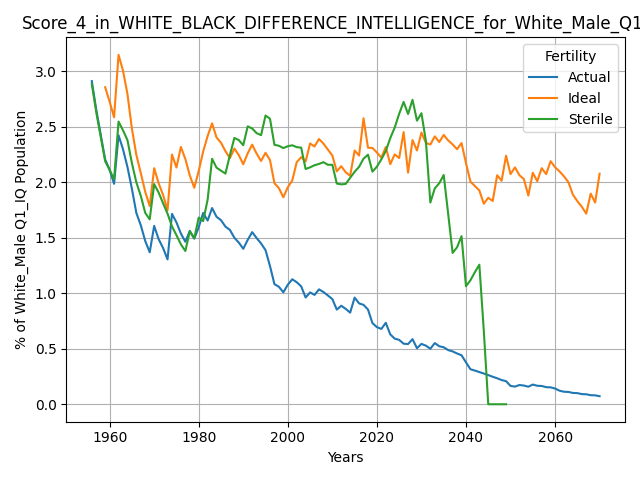 Score_4_in_WHITE_BLACK_DIFFERENCE_INTELLIGENCE_for_White_Male_Q1
Fertility
Actual
Ideal
Sterile
% of White_Male Q1_IQ Population
3.0
2.5
2.0
1.5
1.0
0.5
0.0
1960 1980 2000 2020 2040 2060
Years